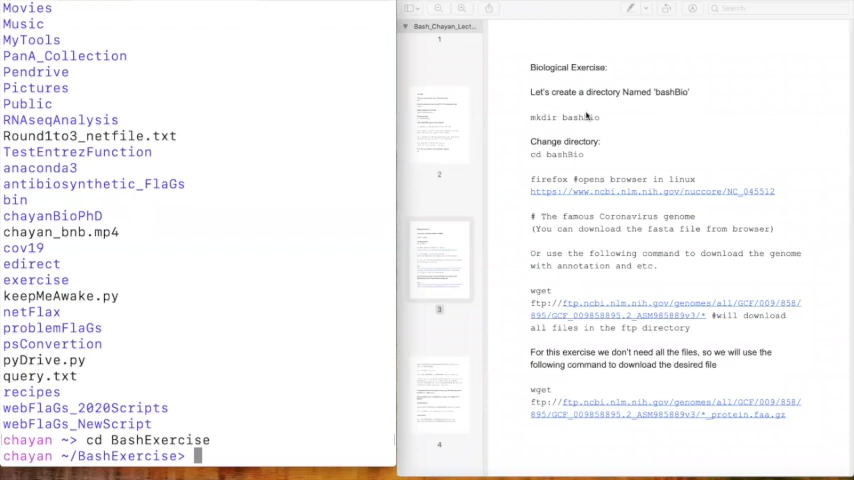 Movies
Music
MyTools
PanA_Collection
Pendrive
Pictures
Public
RNAseqAnalysis
Round1to3_netfile.txt
TestEntrezFunction
anaconda3
antibiosynthetic_FlaGs
bin
chayanBioPhD
chayan_bnb.mp4
cov19
edirect
exercise
keepMeAwake.py
netFlax
problemFlaGs
psConvertion
pyDrive.py
query.txt
recipes
webFlaGs_2020Scripts
webFlaGs_NewScript
chayan ~> cd BashExercise
chayan ~/BashExercise>
Search
Bash_Chayan_Lect...
1
2
3
4
Biological Exercise:
Let's create a directory Named 'bashBio'
mkdir bashBio
Change directory:
cd bashBio
firefox #opens browser in linux
https://www.ncbi.nlm.nih.gov/nuccore/NC_045512
# The famous Coronavirus genome
(You can download the fasta file from browser)
Or use the following command to download the genome
with annotation and etc.
wget
ftp://ftp.ncbi.nlm.nih.gov/genomes/all/GCF/009/858/
895/GCF_009858895.2_ASM985889v3/* #will download
all files in the ftp directory
For this exercise we don't need all the files, so we will use the
following command to download the desired file
wget
ftp://ftp.ncbi.nlm.nih.gov/genomes/all/GCF/009/858/
895/GCF_009858895.2_ASM985889v3/*_protein.faa.gz